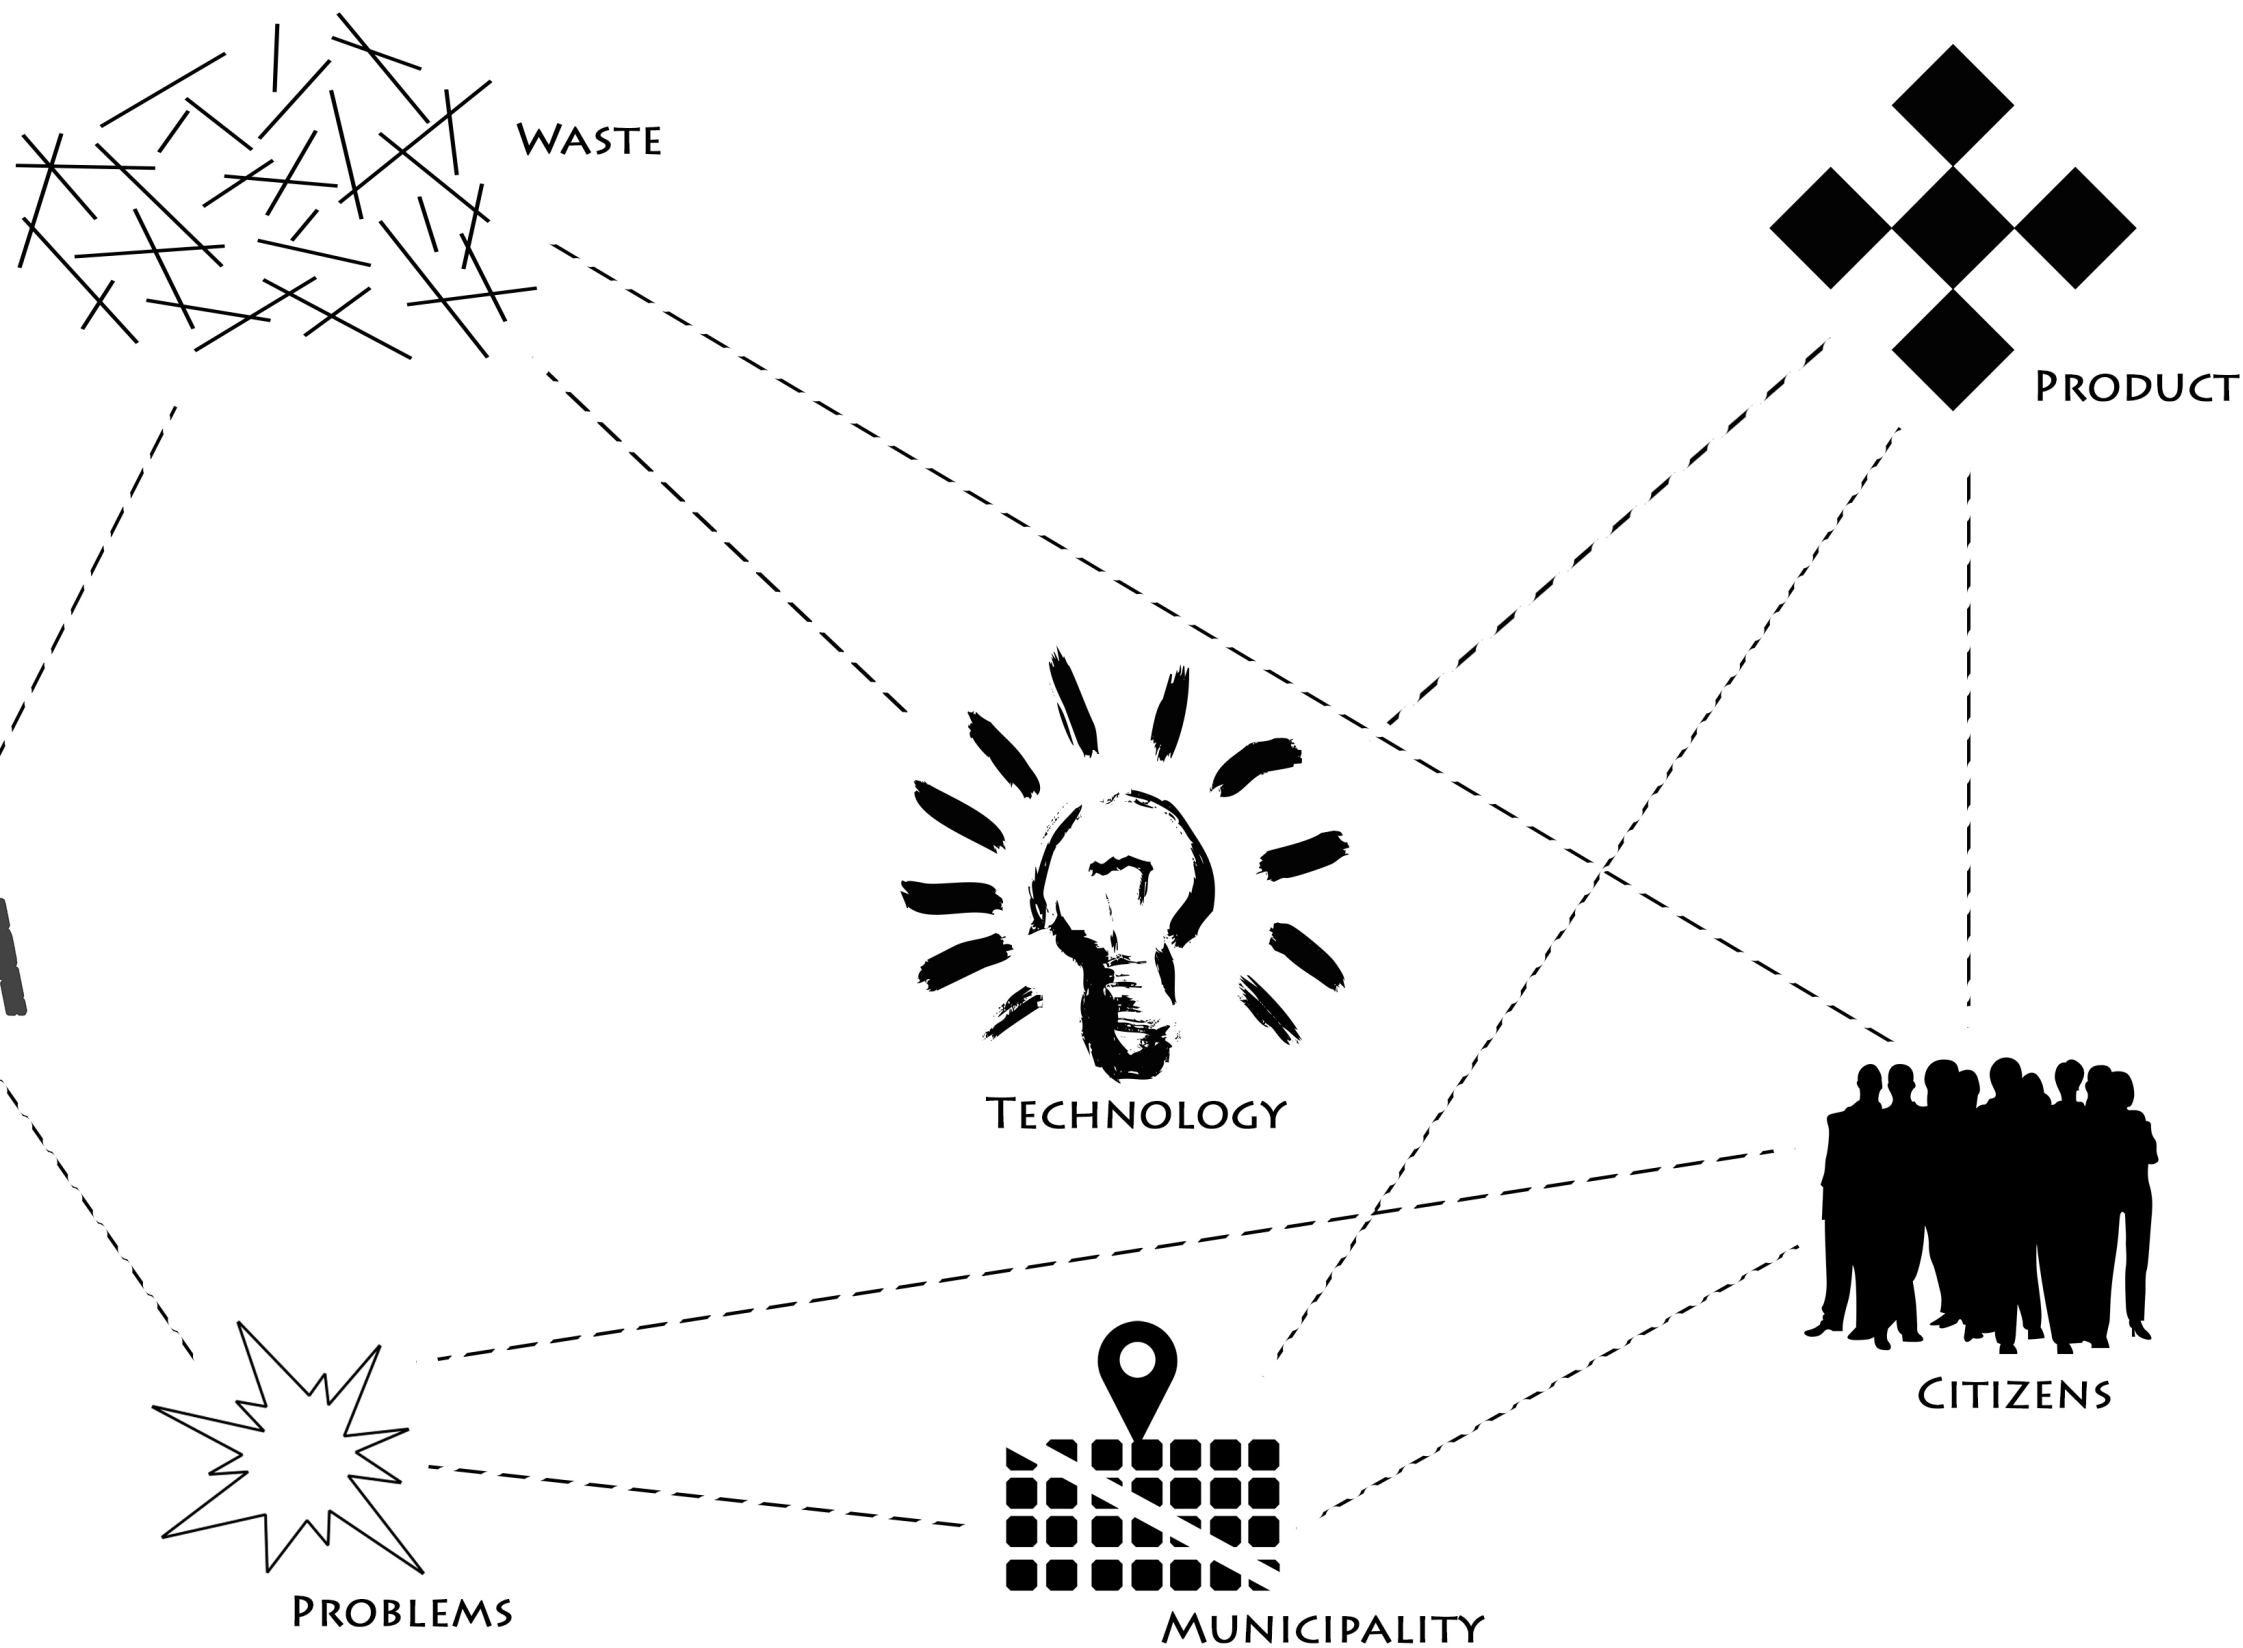 Waste
Product
Technology
Citizens
Problems
Municipality